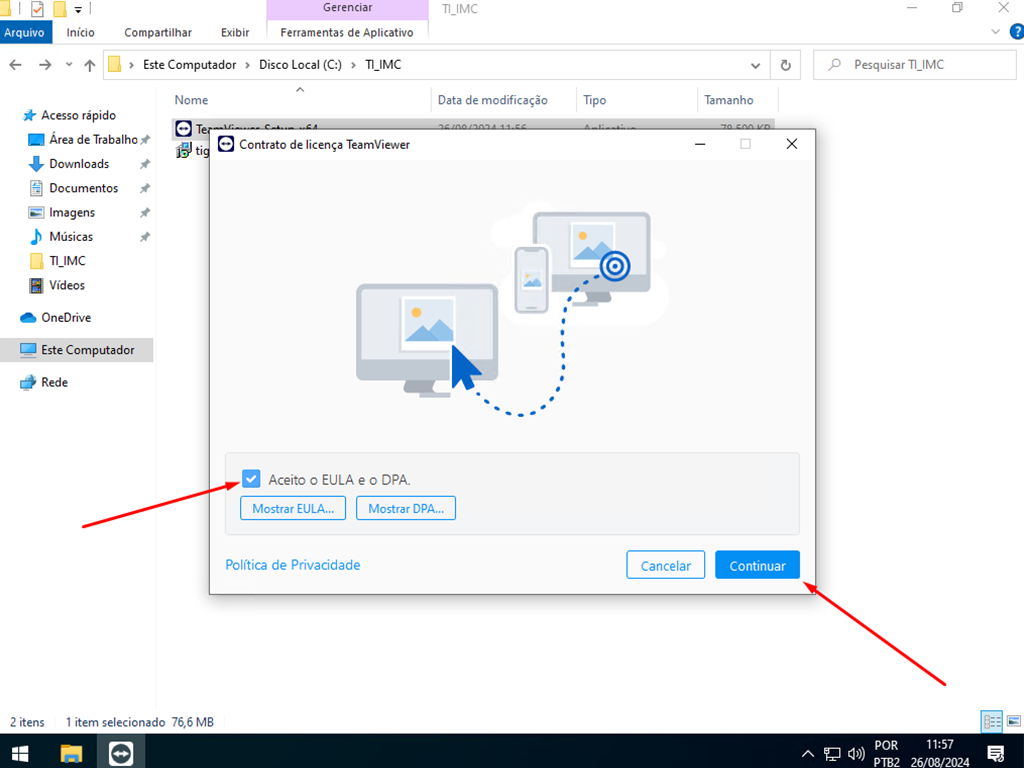 Gerenciar
TI_IMC
Arquivo Início Compartilhar Exibir Ferramentas de Aplicativo
?
Este Computador Disco Local (C:) TI_IMC
Pesquisar TI_IMC
Nome Data de modificação Tipo Tamanho
Acesso rápido
TeamViewer_Setup_x64 26/08/2024 11:56 Aplicativo 78.500 KB
Área de Trabalho
tig
Contrato de licença TeamViewer
Downloads
Documentos
Imagens
Músicas
TI_IMC
Vídeos
OneDrive
Este Computador
Rede
Aceito o EULA e o DPA.
Mostrar EULA... Mostrar DPA...
Política de Privacidade
Cancelar Continuar
2 itens 1 item selecionado 76,6 MB
POR 11:57
PTB2 26/08/2024